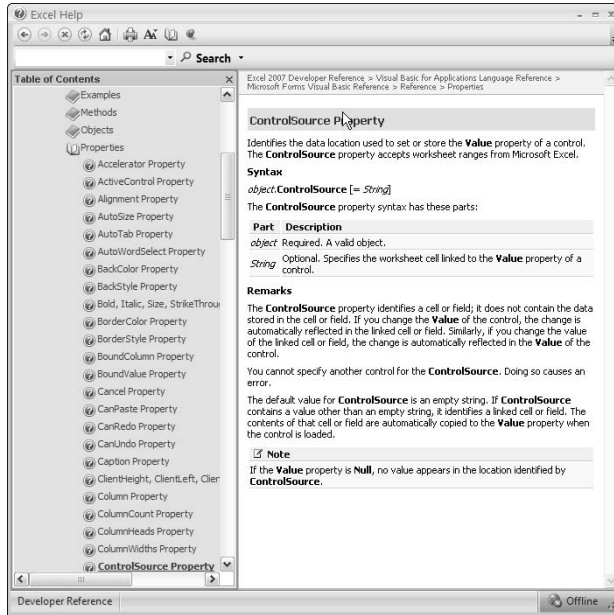 Excel Help
Search
Table of Contents
Examples
Methods
Objects
Properties
Accelerator Property
ActiveControl Property
Alignment Property
AutoSize Property
AutoTab Property
AutoWordSelect Property
BackColor Property
BackStyle Property
Bold, Italic, Size, StrikeThrou
BorderColor Property
BorderStyle Property
BoundColumn Property
BoundValue Property
Cancel Property
CanPaste Property
CanRedo Property
CanUndo Property
Caption Property
ClientHeight, ClientLeft, Clien
Column Property
ColumnCount Property
ColumnHeads Property
ColumnWidths Property
ControlSource Property
Excel 2007 Developer Reference > Visual Basic for Applications Language Reference >
Microsoft Forms Visual Basic Reference > Reference > Properties
ControlSource Property
Identifies the data location used to set or store the Value property of a control.
The ControlSource property accepts worksheet ranges from Microsoft Excel.
Syntax
object.ControlSource [= String]
The ControlSource property syntax has these parts:
Part Description
object Required. A valid object.
String Optional. Specifies the worksheet cell linked to the Value property of a
control.
Remarks
The ControlSource property identifies a cell or field; it does not contain the data
stored in the cell or field. If you change the Value of the control, the change is
automatically reflected in the linked cell or field. Similarly, if you change the value
of the linked cell or field, the change is automatically reflected in the Value of the
control.
You cannot specify another control for the ControlSource. Doing so causes an
error.
The default value for ControlSource is an empty string. If ControlSource
contains a value other than an empty string, it identifies a linked cell or field. The
contents of that cell or field are automatically copied to the Value property when
the control is loaded.
Note
If the Value property is Null, no value appears in the location identified by
ControlSource.
Developer Reference
Offline